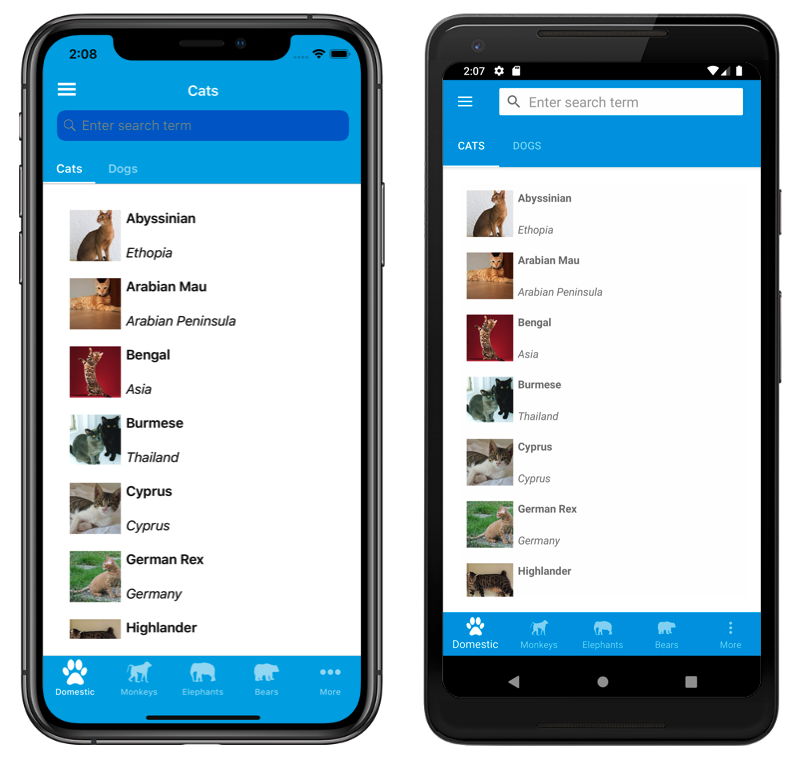 2:08
Cats
Enter search term
Cats Dogs
Abyssinian
Ethopia
Arabian Mau
Arabian Peninsula
Bengal
Asia
Burmese
Thailand
Cyprus
Cyprus
German Rex
Germany
Highlander
Domestic Monkeys Elephants Bears More
2:07
Enter search term
CATS DOGS
Abyssinian
Ethopia
Arabian Mau
Arabian Peninsula
Bengal
Asia
Burmese
Thailand
Cyprus
Cyprus
German Rex
Germany
Highlander
Domestic Monkeys Elephants Bears More